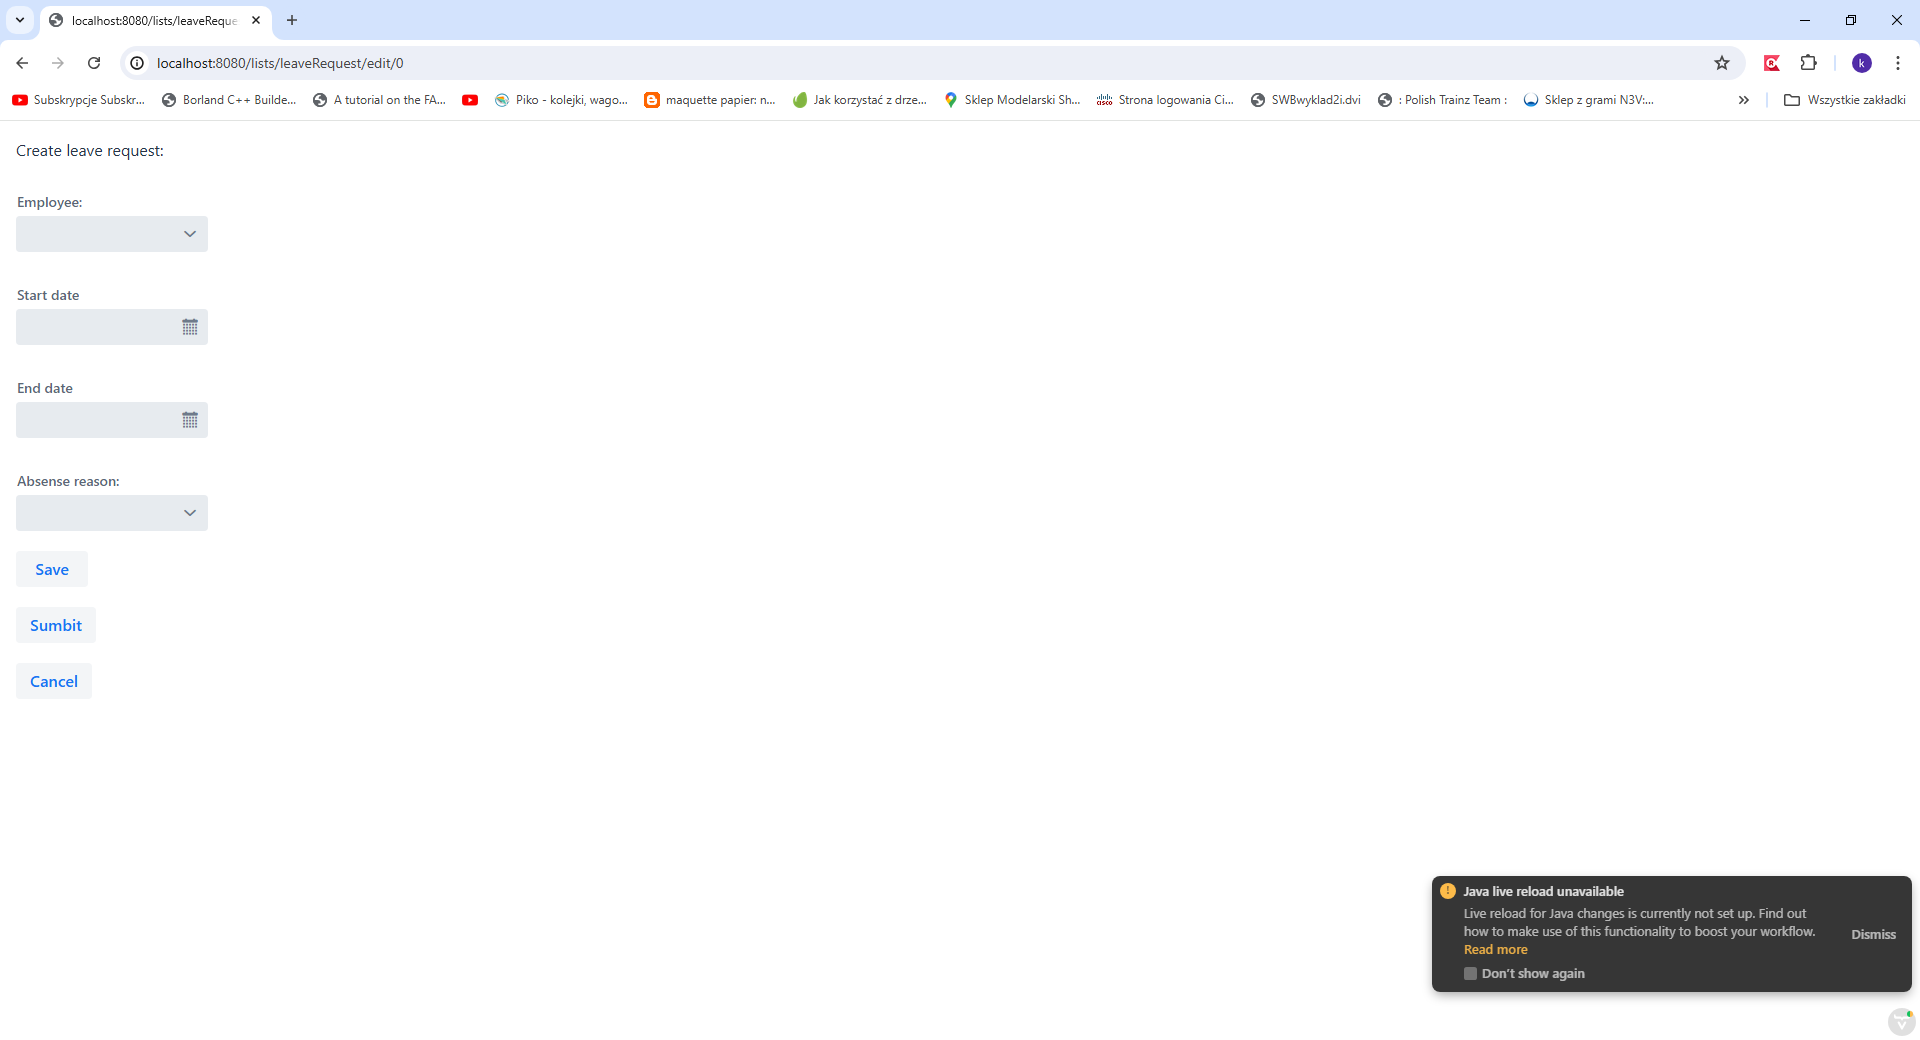 localhost:8080/lists/leaveReque
localhost:8080/lists/leaveRequest/edit/0
k
Subskrypcje Subskr...
Borland C++ Builde...
A tutorial on the FA...
Piko - kolejki, wago...
maquette papier: n...
Jak korzystać z drze...
Sklep Modelarski Sh...
Strona logowania Ci...
SWBwyklad2i.dvi
: Polish Trainz Team :
Sklep z grami N3V:...
Wszystkie zakładki
Create leave request:
Employee:
Start date
End date
Absense reason:
Save
Sumbit
Cancel
Java live reload unavailable
Live reload for Java changes is currently not set up. Find out
how to make use of this functionality to boost your workflow.
Read more
Dismiss
Don't show again